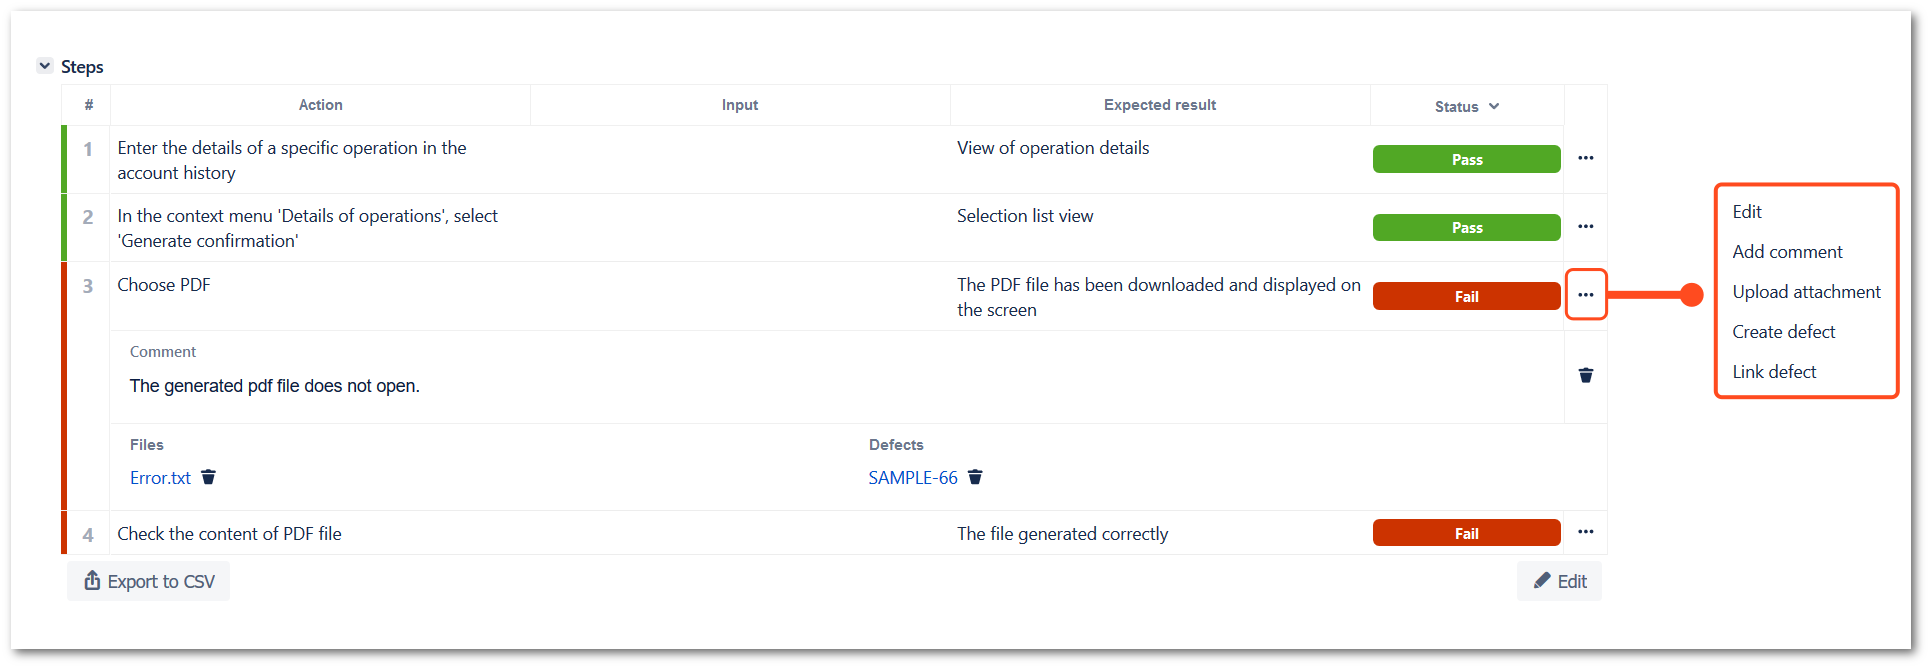 Steps
# Action Input Expected result Status
1 Enter the details of a specific operation in the View of operation details Pass ...
account history
2 In the context menu 'Details of operations', select Selection list view Pass ...
'Generate confirmation'
3 Choose PDF The PDF file has been downloaded and displayed on Fail ...
the screen
Comment
The generated pdf file does not open.
Files Defects
Error.txt SAMPLE-66
4 Check the content of PDF file The file generated correctly Fail ...
Export to CSV Edit
Edit
Add comment
Upload attachment
Create defect
Link defect